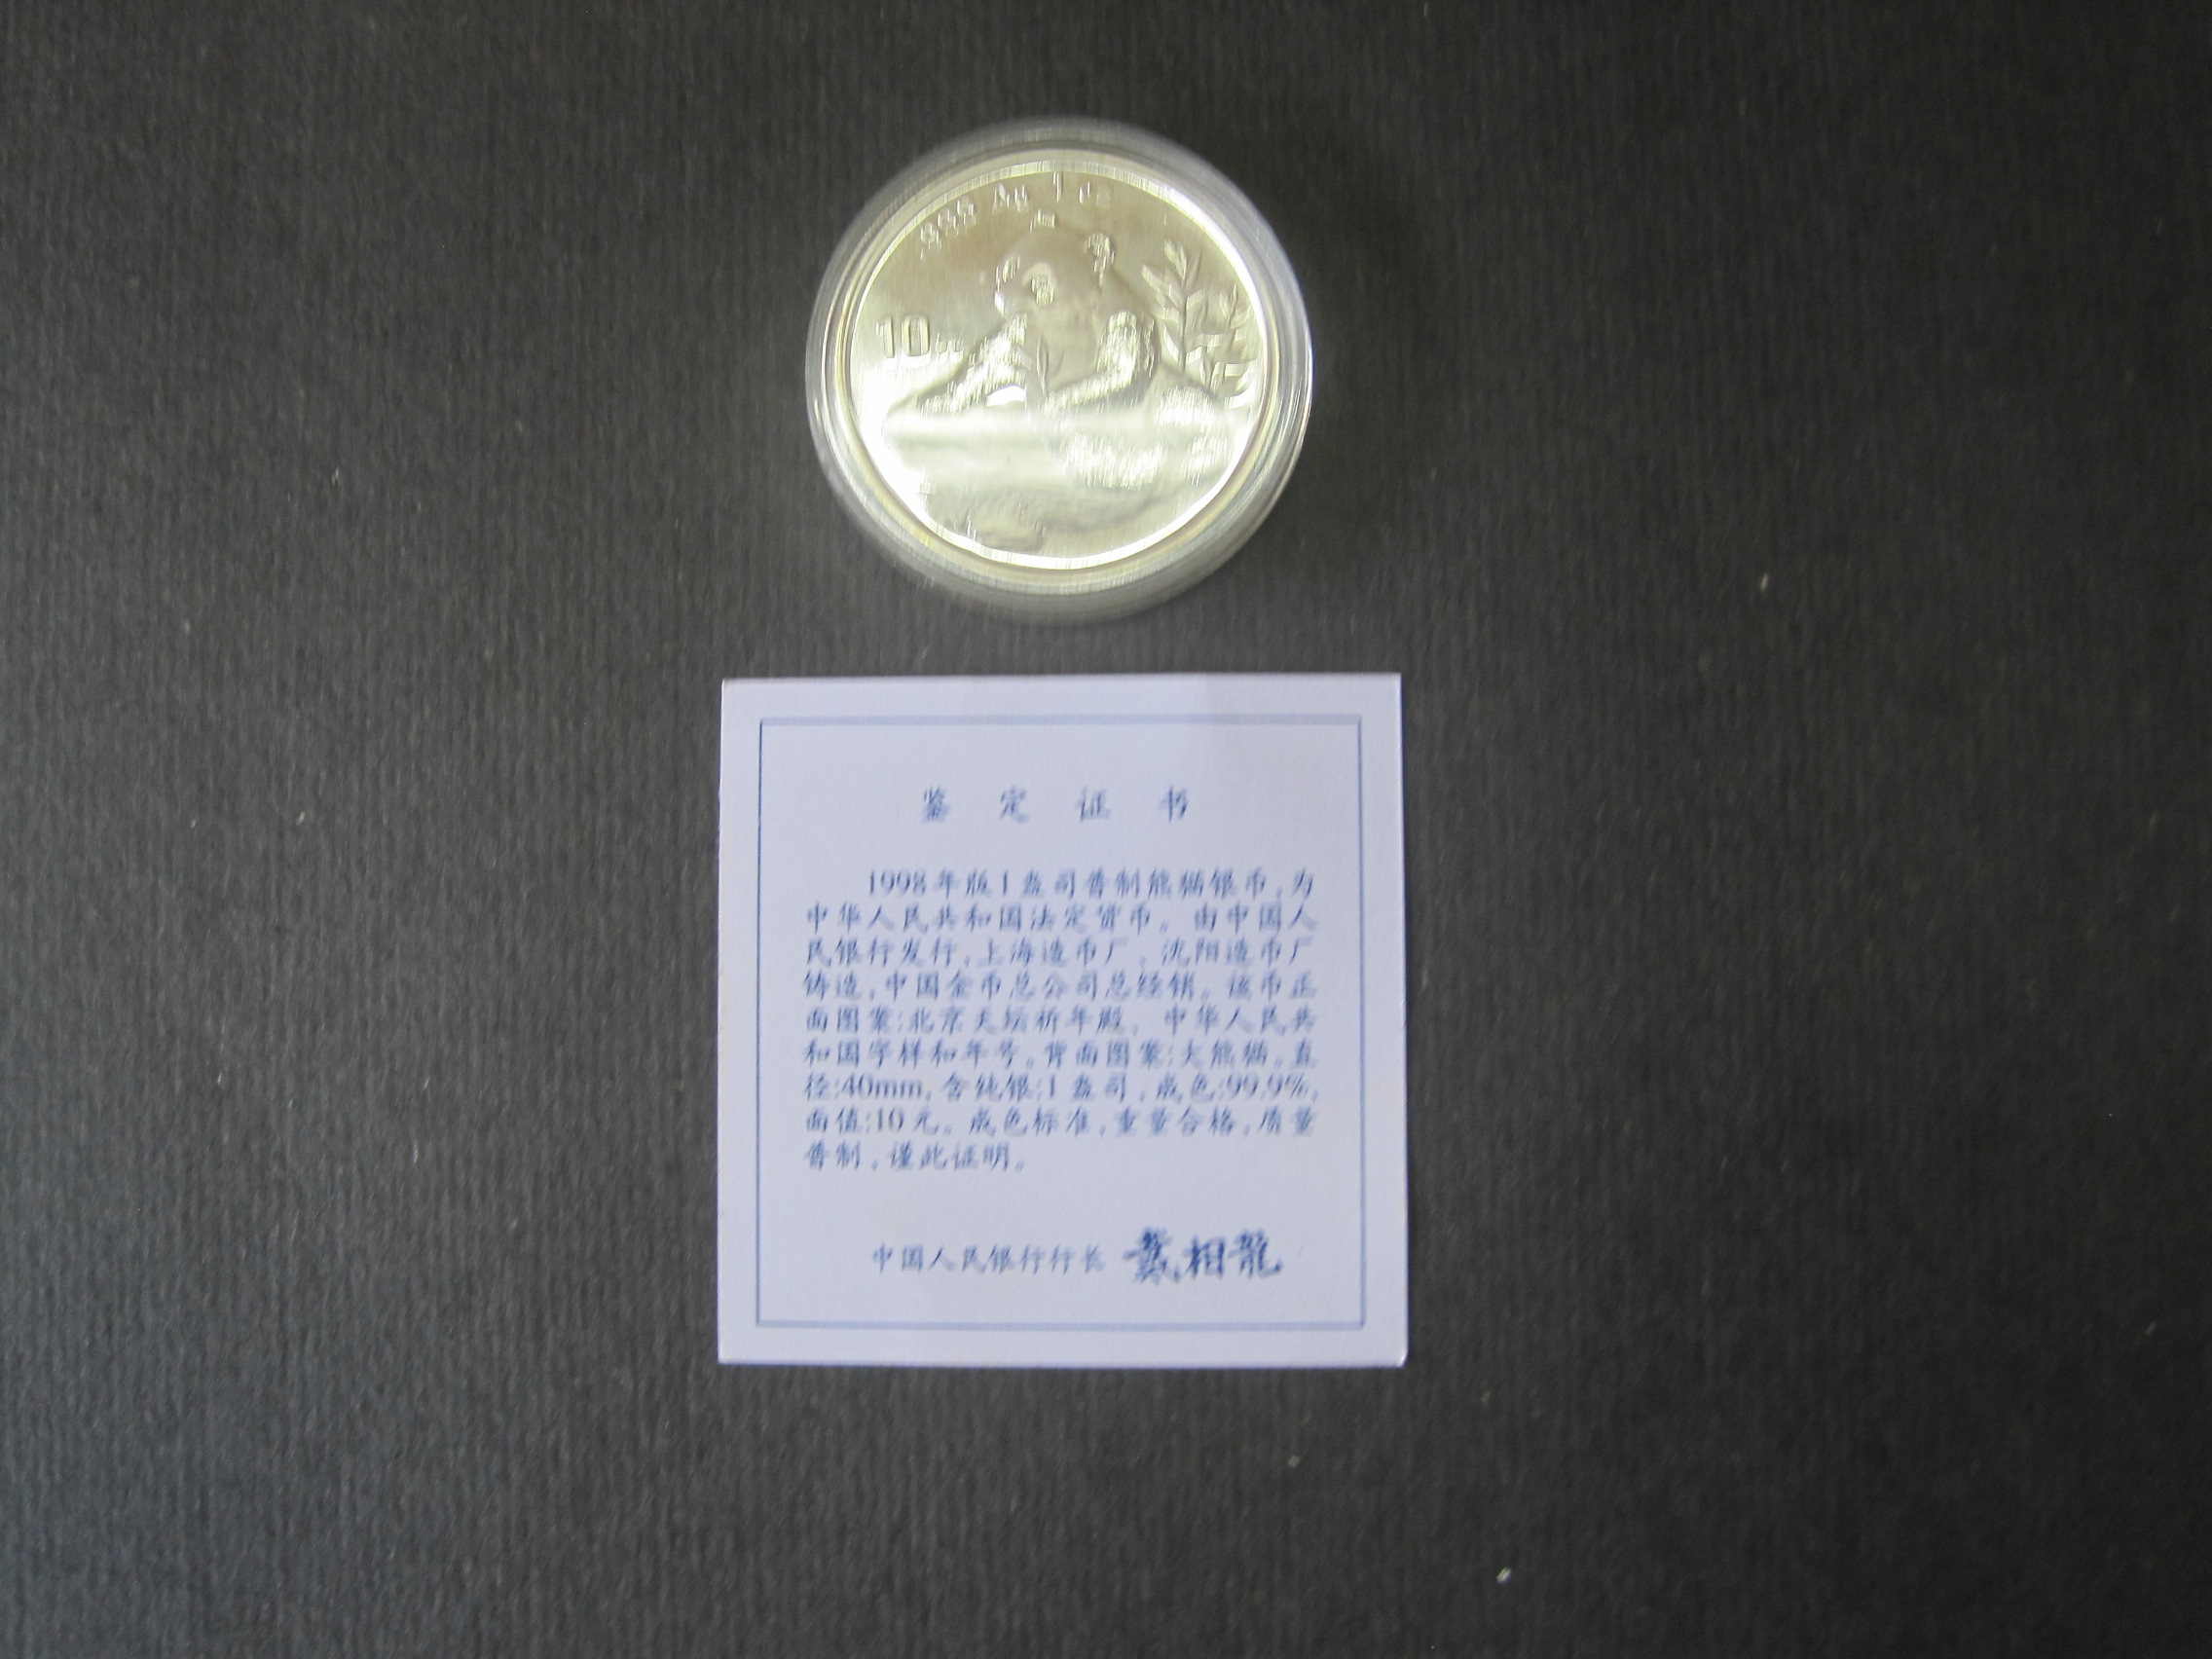 .999 Ag 1 oz
10
鉴 定 证 书
1998年版1盎司普制熊猫银币,为
中华人民共和国法定货币。由中国人
民银行发行,上海造币厂、沈阳造币厂
铸造,中国金币总公司总经销。该币正
面图案:北京天坛祈年殿、中华人民共
和国字样和年号。背面图案:大熊猫。直
径:40mm,含纯银:1盎司,成色:99.9%,
面值:10元。成色标准,重量合格,质量
普制,谨此证明。
中国人民银行行长 戴相龍